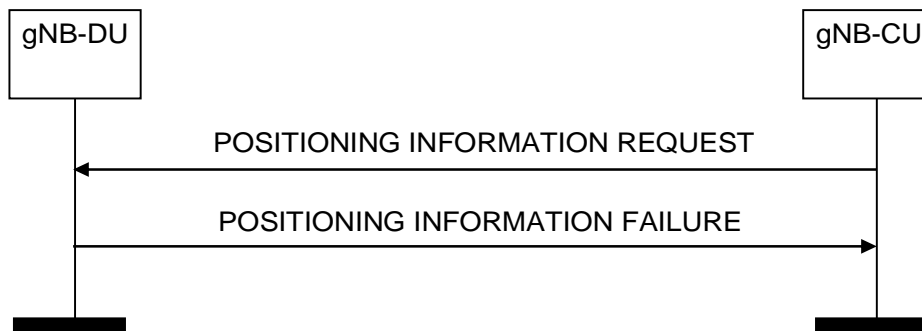 gNB-DU
gNB-CU
POSITIONING INFORMATION REQUEST
POSITIONING INFORMATION FAILURE